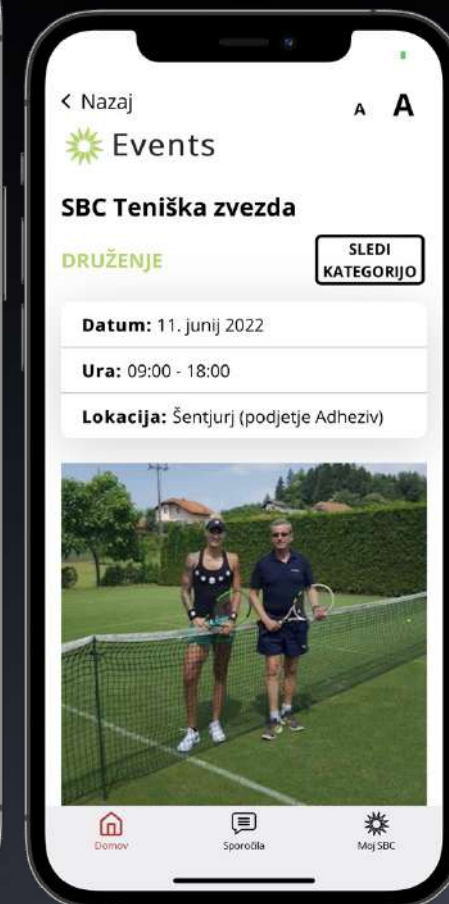 < Nazaj
A A
Events
SBC Teniška zvezda
DRUŽENJE
SLEDI
KATEGORIJO
Datum: 11. junij 2022
Ura: 09:00 - 18:00
Lokacija: Šentjurj (podjetje Adheziv)
Domov Sporočila Moj SBC